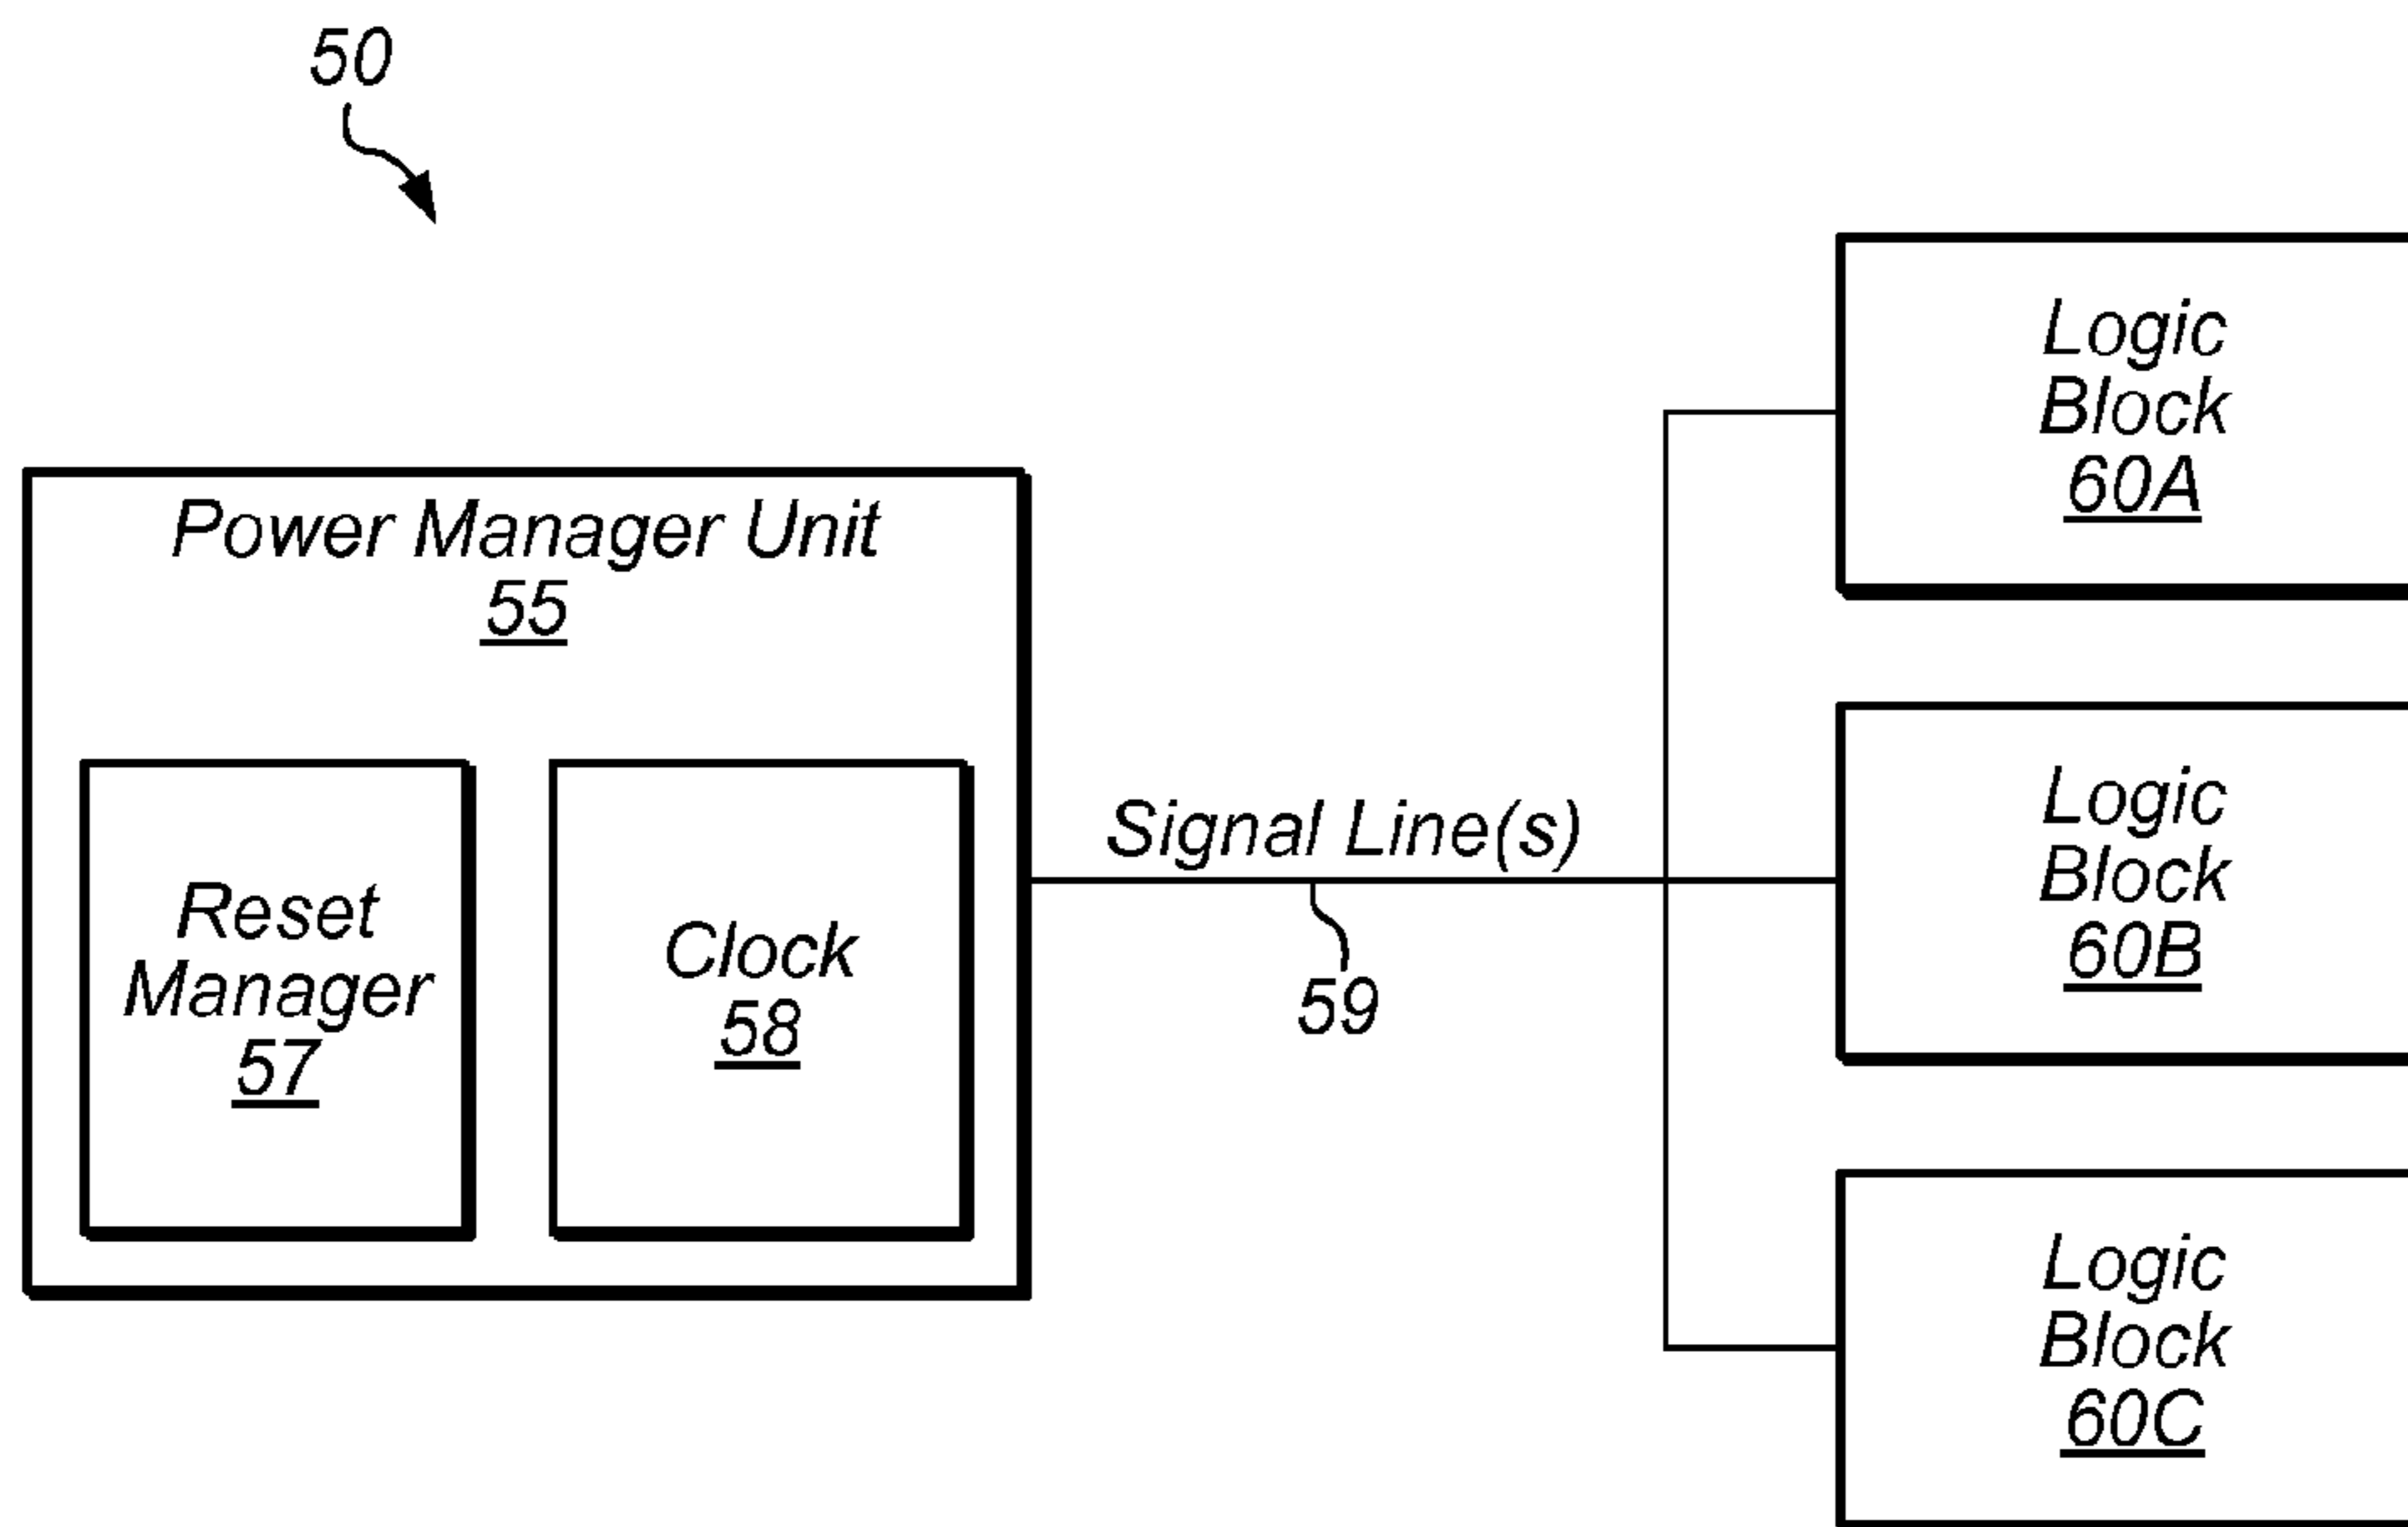 50
Power Manager Unit
55
Reset
Manager
57
Clock
58
Signal Line(s)
59
Logic
Block
60A
Logic
Block
60B
Logic
Block
60C